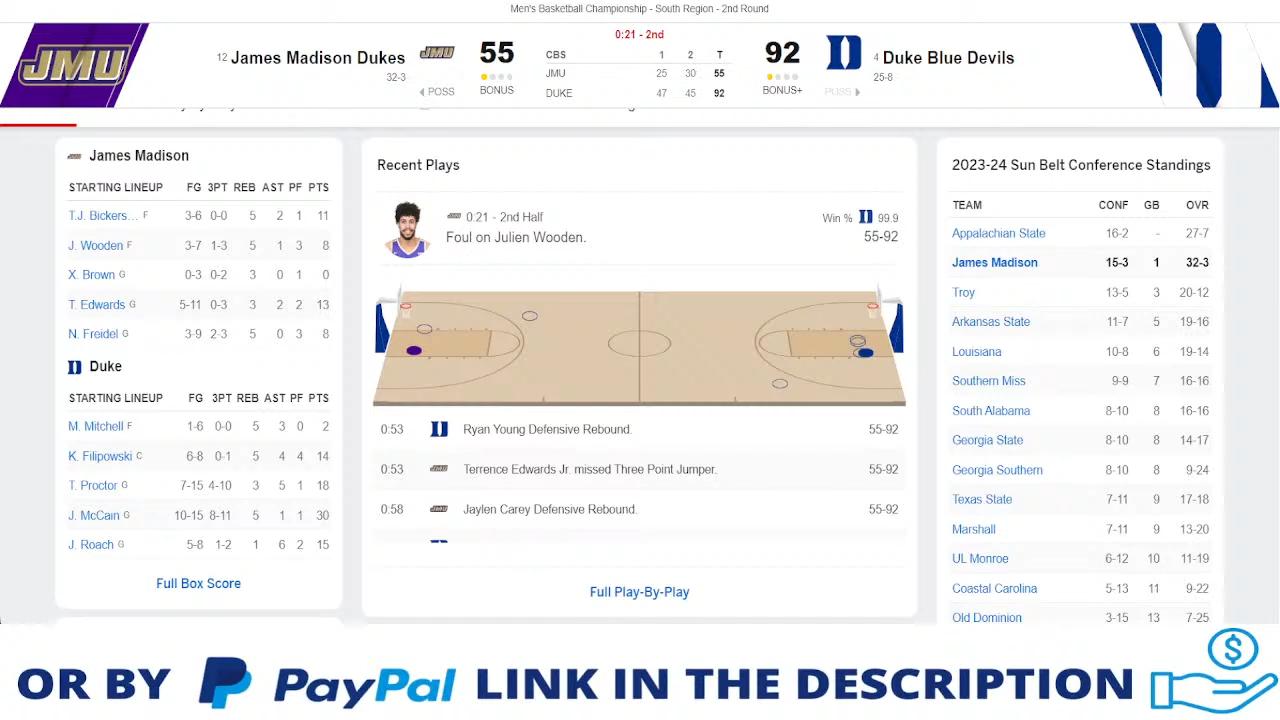 Men's Basketball Championship - South Region - 2nd Round
JMU
12 James Madison Dukes
32-3
JMU
POSS
55
BONUS
0:21 - 2nd
CBS 1 2 T
JMU 25 30 55
DUKE 47 45 92
92
BONUS+
D
POSS
4 Duke Blue Devils
25-8
James Madison
STARTING LINEUP FG 3PT REB AST PF PTS
T.J. Bickers... F 3-6 0-0 5 2 1 11
J. Wooden F 3-7 1-3 5 1 3 8
X. Brown G 0-3 0-2 3 0 1 0
T. Edwards G 5-11 0-3 3 2 2 13
N. Freidel G 3-9 2-3 5 0 3 8
Duke
STARTING LINEUP FG 3PT REB AST PF PTS
M. Mitchell F 1-6 0-0 5 3 0 2
K. Filipowski C 6-8 0-1 5 4 4 14
T. Proctor G 7-15 4-10 3 5 1 18
J. McCain G 10-15 8-11 5 1 1 30
J. Roach G 5-8 1-2 1 6 2 15
Full Box Score
Recent Plays
0:21 - 2nd Half
Foul on Julien Wooden.
Win % 99.9
55-92
0:53 Ryan Young Defensive Rebound. 55-92
0:53 Terrence Edwards Jr. missed Three Point Jumper. 55-92
0:58 Jaylen Carey Defensive Rebound. 55-92
Full Play-By-Play
2023-24 Sun Belt Conference Standings
TEAM CONF GB OVR
Appalachian State 16-2 - 27-7
James Madison 15-3 1 32-3
Troy 13-5 3 20-12
Arkansas State 11-7 5 19-16
Louisiana 10-8 6 19-14
Southern Miss 9-9 7 16-16
South Alabama 8-10 8 16-16
Georgia State 8-10 8 14-17
Georgia Southern 8-10 8 9-24
Texas State 7-11 9 17-18
Marshall 7-11 9 13-20
UL Monroe 6-12 10 11-19
Coastal Carolina 5-13 11 9-22
Old Dominion 3-15 13 7-25
OR BY PayPal LINK IN THE DESCRIPTION
$